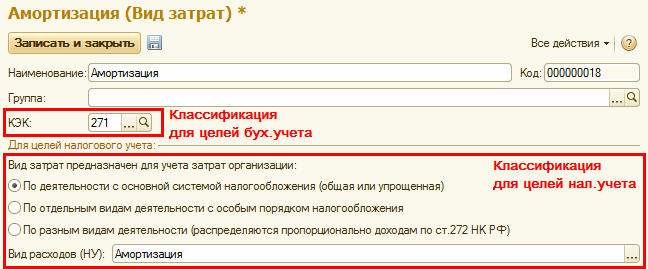 Амортизация (Вид затрат) *
Записать и закрыть Все действия ?
Наименование: Амортизация Код: 000000018
Группа: ...
КЭК: 271 ... Классификация
для целей бух.учета
Для целей налогового учета:
Вид затрат предназначен для учета затрат организации: Классификация
для целей нал.учета
По деятельности с основной системой налогообложения (общая или упрощенная)
По отдельным видам деятельности с особым порядком налогообложения
По разным видам деятельности (распределяются пропорционально доходам по ст.272 НК РФ)
Вид расходов (НУ): Амортизация ...